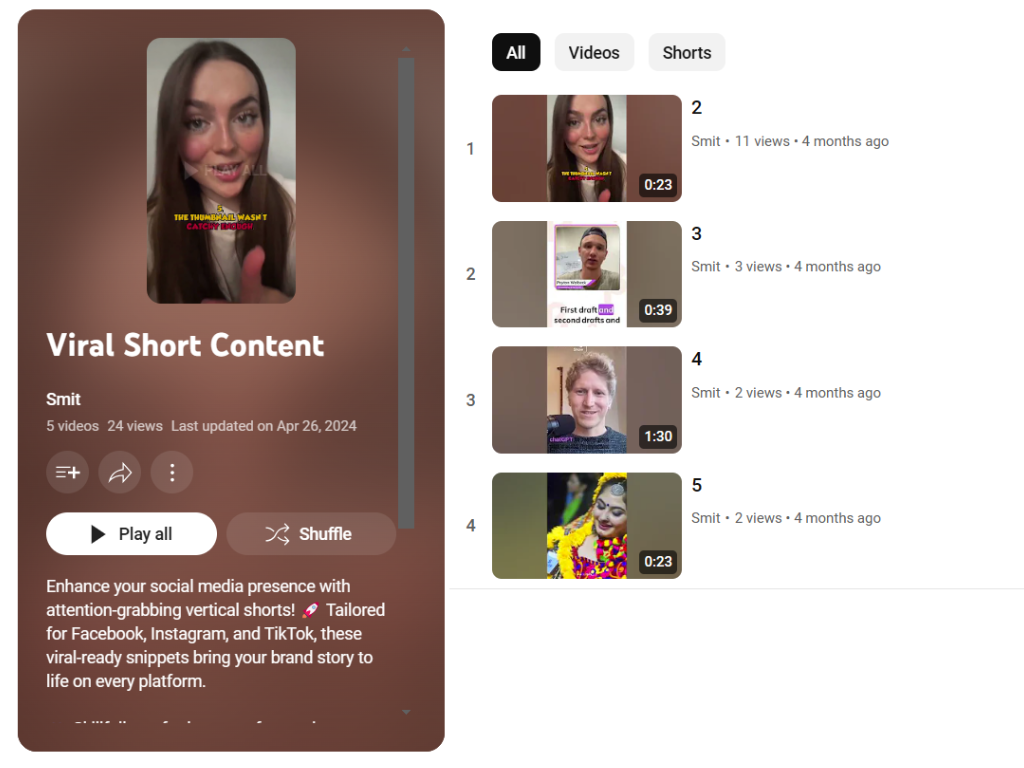 PLAY ALL
THE THUMBNAIL WASN'T
Viral Short Content
Smit
5 videos 24 views Last updated on Apr 26, 2024
Play all
Shuffle
Enhance your social media presence with
attention-grabbing vertical shorts! 🚀 Tailored
for Facebook, Instagram, and TikTok, these
viral-ready snippets bring your brand story to
life on every platform.
All
Videos
Shorts
1
THE THUMBNAIL WASN'T
0:23
2
Smit • 11 views • 4 months ago
2
First draft and
second drafts and
0:39
3
Smit • 3 views • 4 months ago
3
chatGPT
1:30
4
Smit • 2 views • 4 months ago
4
0:23
5
Smit • 2 views • 4 months ago